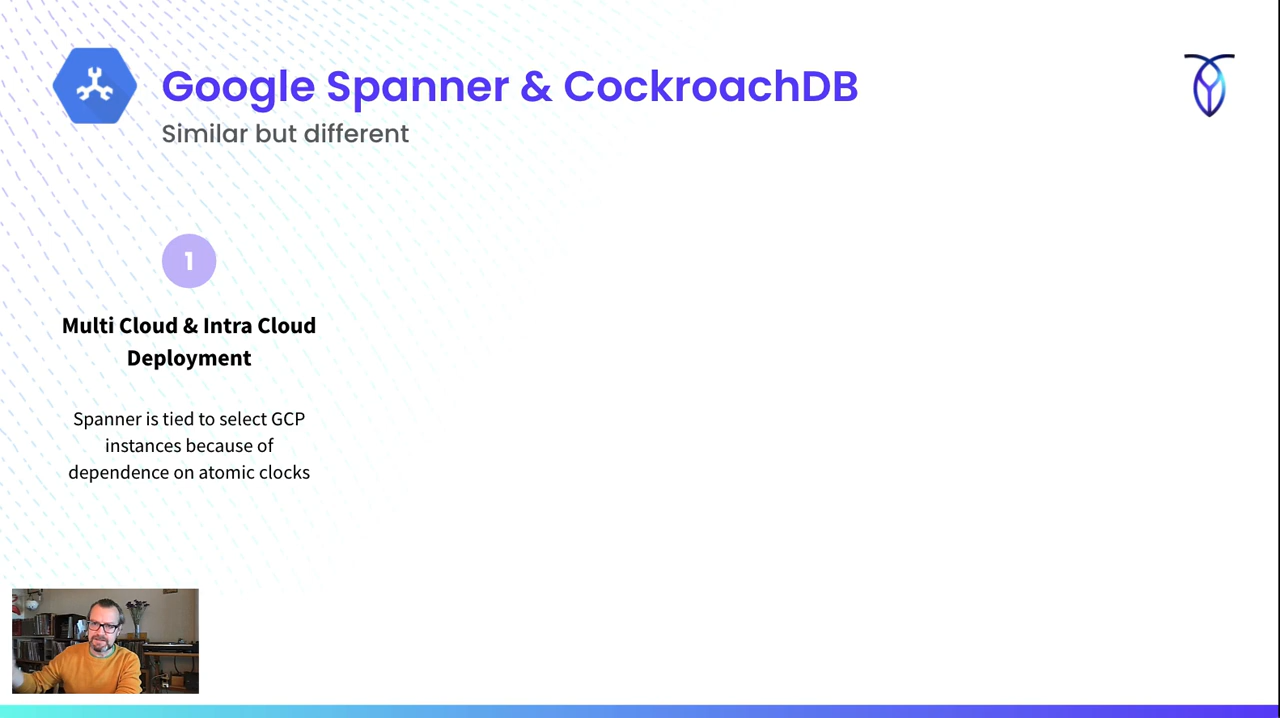 Google Spanner & CockroachDB
Similar but different
1
Multi Cloud & Intra Cloud
Deployment
Spanner is tied to select GCP
instances because of
dependence on atomic clocks